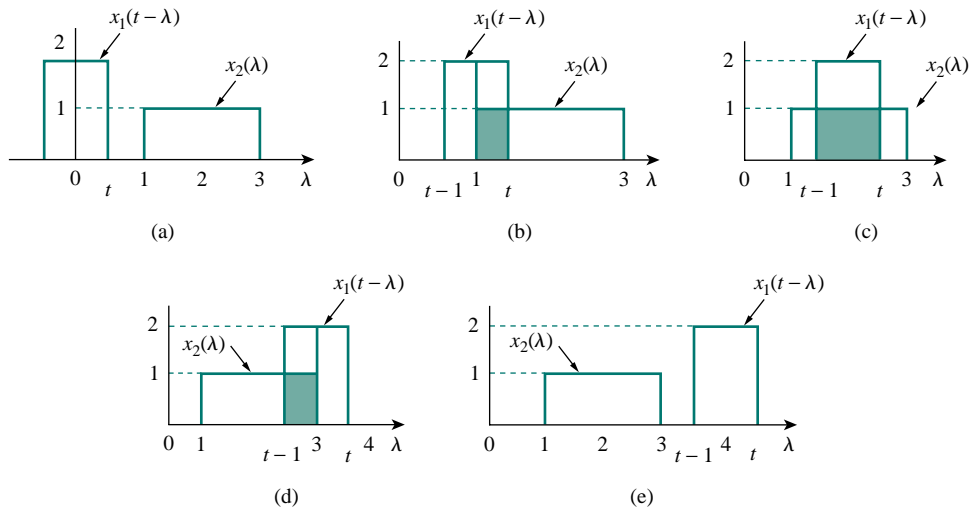 x₁(t − λ)
2
x₂(λ)
1
0 t 1 2 3 λ
(a)
x₁(t − λ)
2
x₂(λ)
1
0 t − 1 1 t 3 λ
(b)
x₁(t − λ)
2
x₂(λ)
1
0 1 t − 1 t 3 λ
(c)
x₁(t − λ)
2
x₂(λ)
1
0 1 t − 1 3 t 4 λ
(d)
x₁(t − λ)
2
x₂(λ)
1
0 1 2 3 t − 1 4 t λ
(e)